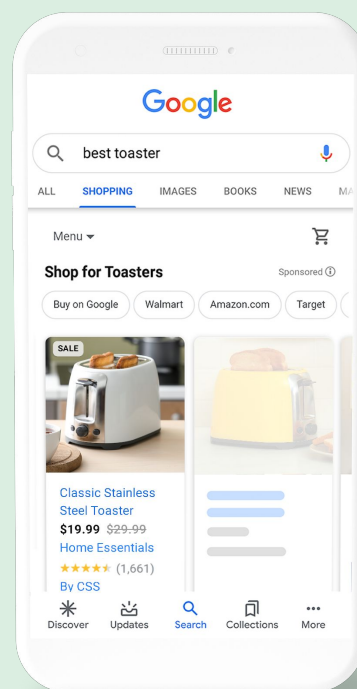 Google
best toaster
ALL SHOPPING IMAGES BOOKS NEWS MA
Menu
Shop for Toasters Sponsored
Buy on Google Walmart Amazon.com Target
SALE
Classic Stainless
Steel Toaster
$19.99 $29.99
Home Essentials
(1,661)
By CSS
Discover Updates Search Collections More